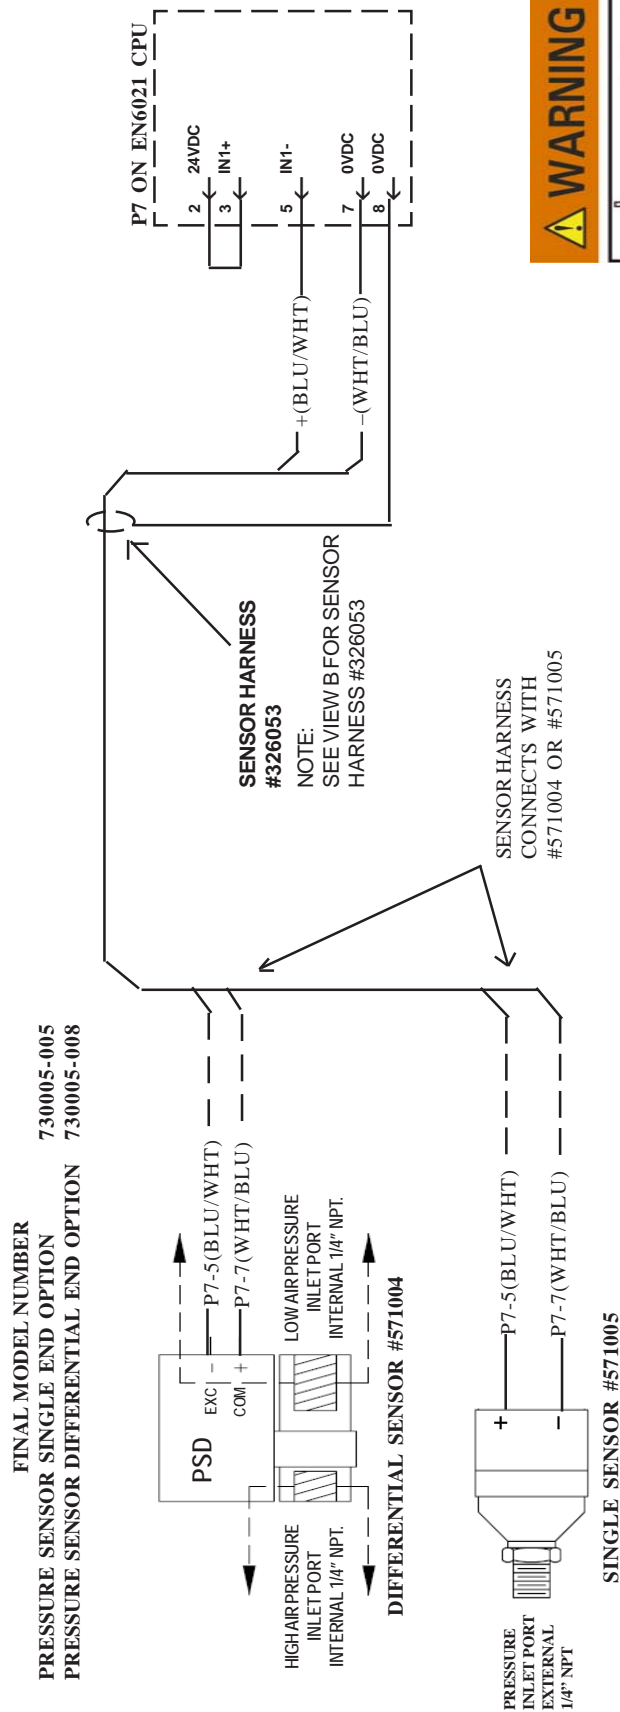 FINAL MODEL NUMBER
PRESSURE SENSOR SINGLE END OPTION 730005-005
PRESSURE SENSOR DIFFERENTIAL END OPTION 730005-008
P7 ON EN6021 CPU
2 24VDC
3 IN1+
5 IN1-
7 0VDC
8 0VDC
+(BLU/WHT)
–(WHT/BLU)
SENSOR HARNESS
#326053
NOTE:
SEE VIEW B FOR SENSOR
HARNESS #326053
PSD
EXC –
COM +
P7-5(BLU/WHT)
P7-7(WHT/BLU)
HIGH AIR PRESSURE
INLET PORT
INTERNAL 1/4" NPT.
LOW AIR PRESSURE
INLET PORT
INTERNAL 1/4" NPT.
DIFFERENTIAL SENSOR #571004
SENSOR HARNESS
CONNECTS WITH
#571004 OR #571005
PRESSURE
INLET PORT
EXTERNAL
1/4” NPT
+
–
P7-5(BLU/WHT)
P7-7(WHT/BLU)
SINGLE SENSOR #571005
WARNING